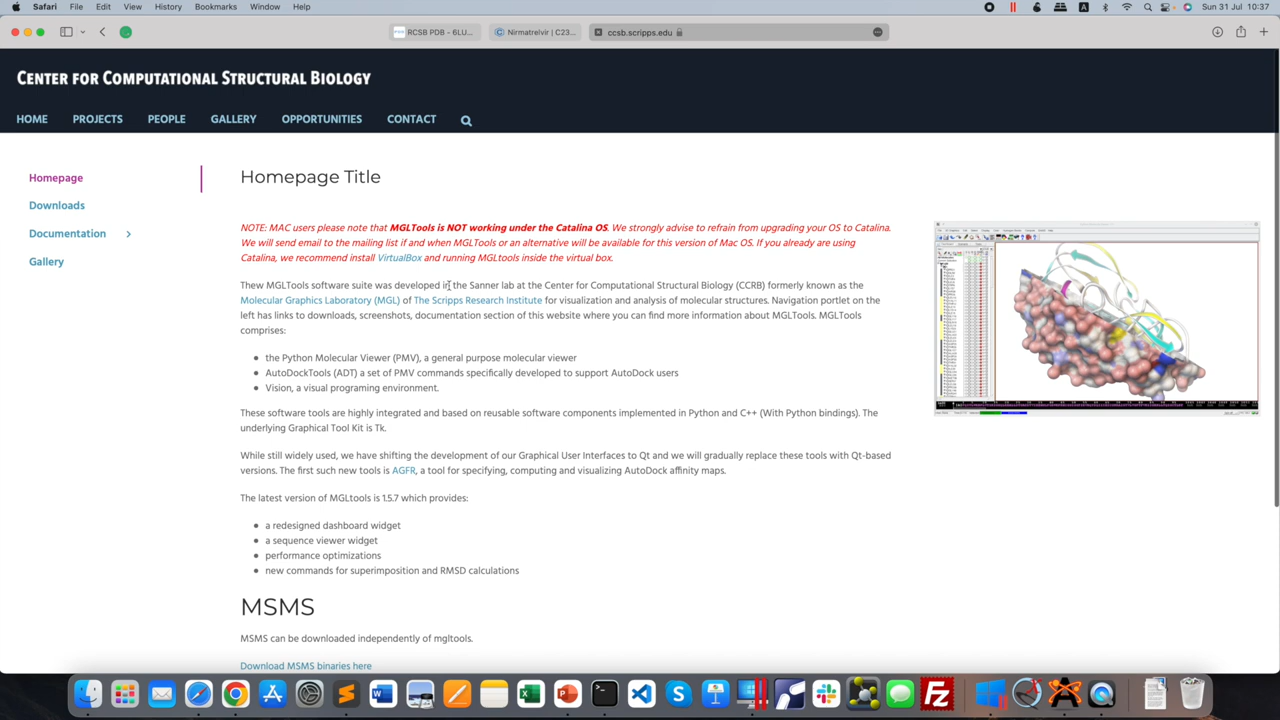 Safari File Edit View History Bookmarks Window Help A Sun 31 Jul 10:37
RCSB PDB - 6LU... Nirmatrelvir | C23... ccsb.scripps.edu
CENTER FOR COMPUTATIONAL STRUCTURAL BIOLOGY
HOME PROJECTS PEOPLE GALLERY OPPORTUNITIES CONTACT
Homepage
Downloads
Documentation
Gallery
Homepage Title
NOTE: MAC users please note that MGLTools is NOT working under the Catalina OS. We strongly advise to refrain from upgrading your OS to Catalina.
We will send email to the mailing list if and when MGLTools or an alternative will be available for this version of Mac OS. If you already are using
Catalina, we recommend install VirtualBox and running MGLTools inside the virtual box.
Thew MGLTools software suite was developed in the Sanner lab at the Center for Computational Structural Biology (CCRB) formerly known as the
Molecular Graphics Laboratory (MGL) of The Scripps Research Institute for visualization and analysis of molecular structures. Navigation portlet on the
left has links to downloads, screenshots, documentation section of this website where you can find more information about MGLTools. MGLTools
comprises:
the Python Molecular Viewer (PMV), a general purpose molecular viewer
AutoDockTools (ADT) a set of PMV commands specifically developed to support AutoDock users
Vision, a visual programing environment.
These software tools are highly integrated and based on reusable software components implemented in Python and C++ (With Python bindings). The
underlying Graphical Tool Kit is Tk.
While still widely used, we have shifting the development of our Graphical User Interfaces to Qt and we will gradually replace these tools with Qt-based
versions. The first such new tools is AGFR, a tool for specifying, computing and visualizing AutoDock affinity maps.
The latest version of MGLtools is 1.5.7 which provides:
a redesigned dashboard widget
a sequence viewer widget
performance optimizations
new commands for superimposition and RMSD calculations
MSMS
MSMS can be downloaded independently of mgltools.
Download MSMS binaries here